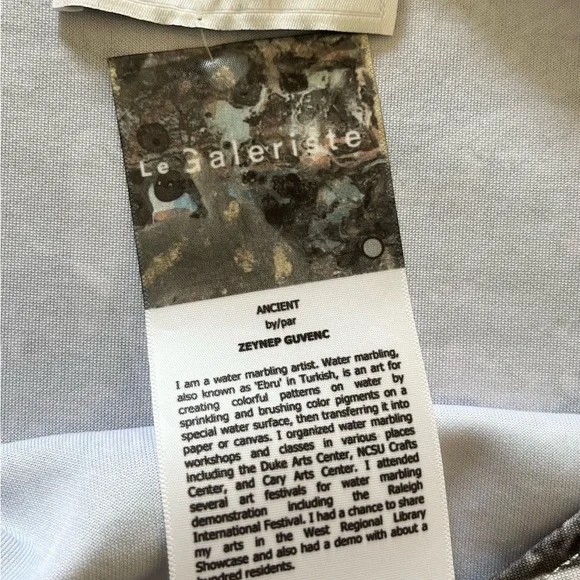 Le Galeriste
ANCIENT
by/par
ZEYNEP GUVENC
I am a water marbling artist. Water marbling,
also known as 'Ebru' in Turkish, is an art for
creating colorful patterns on water by
sprinkling and brushing color pigments on a
special water surface, then transferring it into
paper or canvas. I organized water marbling
workshops and classes in various places
including the Duke Arts Center, NCSU Crafts
Center, and Cary Arts Center. I attended
several art festivals for water marbling
demonstration including the Raleigh
International Festival. I had a chance to share
my arts in the West Regional Library
Showcase and also had a demo with about a
hundred residents.